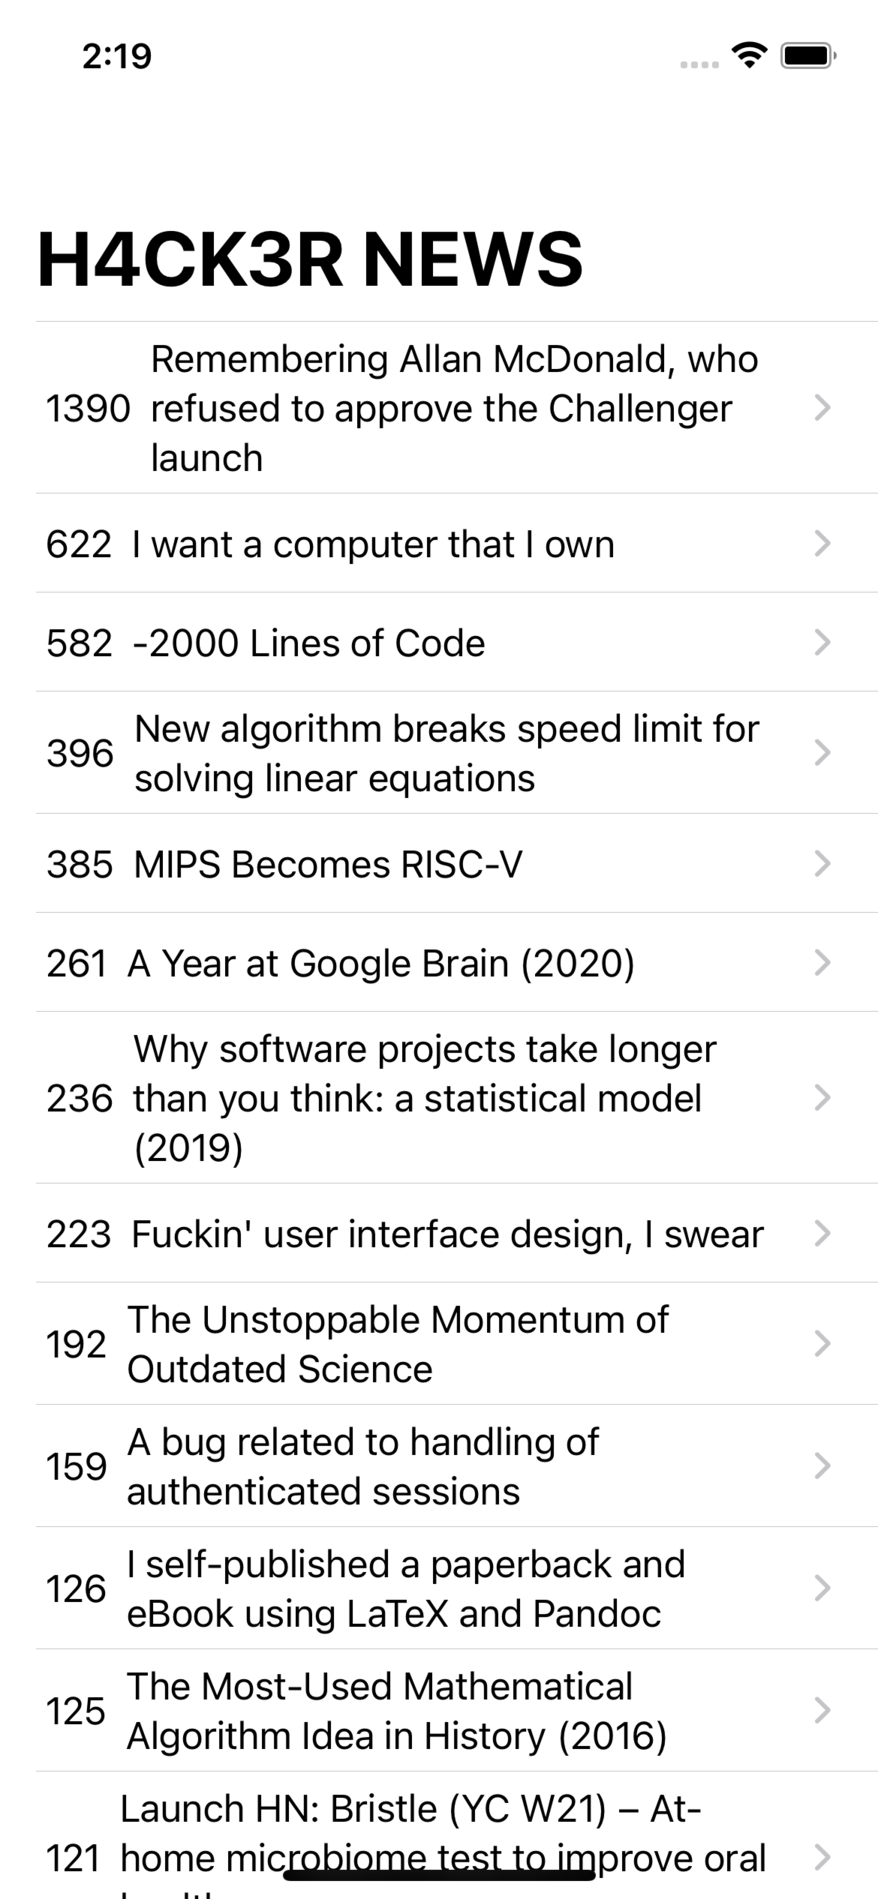 2:19
H4CK3R NEWS
Remembering Allan McDonald, who
1390 refused to approve the Challenger
launch
622 I want a computer that I own
582 -2000 Lines of Code
New algorithm breaks speed limit for
396
solving linear equations
385 MIPS Becomes RISC-V
261 A Year at Google Brain (2020)
Why software projects take longer
236 than you think: a statistical model
(2019)
223 Fuckin' user interface design, I swear
The Unstoppable Momentum of
192
Outdated Science
A bug related to handling of
159
authenticated sessions
I self-published a paperback and
126
eBook using LaTeX and Pandoc
The Most-Used Mathematical
125
Algorithm Idea in History (2016)
Launch HN: Bristle (YC W21) – At-
121 home microbiome test to improve oral